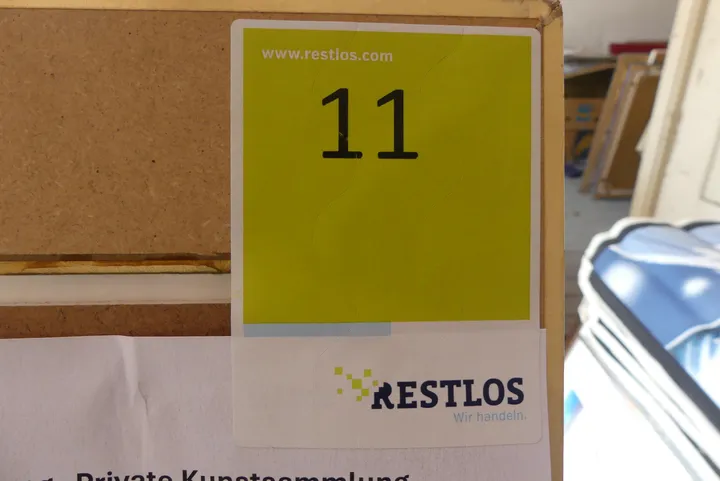 www.restlos.com
11
RESTLOS
Wir handeln.
Private Kunstsammlung